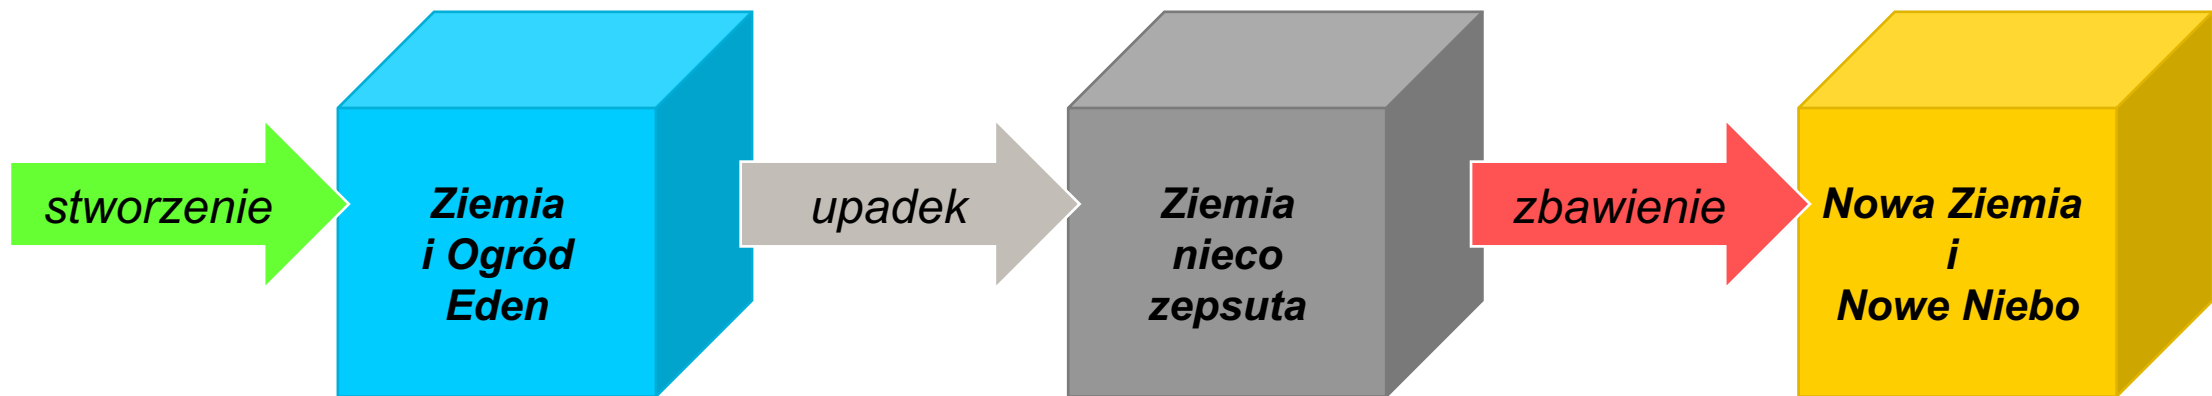 stworzenie
Ziemia
i Ogród
Eden
upadek
Ziemia
nieco
zepsuta
zbawienie
Nowa Ziemia
i
Nowe Niebo